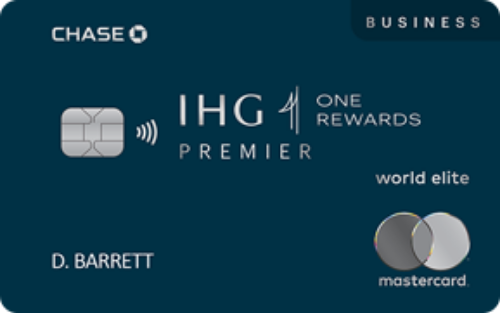 CHASE
BUSINESS
IHG ONE REWARDS
PREMIER
world elite
D. BARRETT
mastercard.